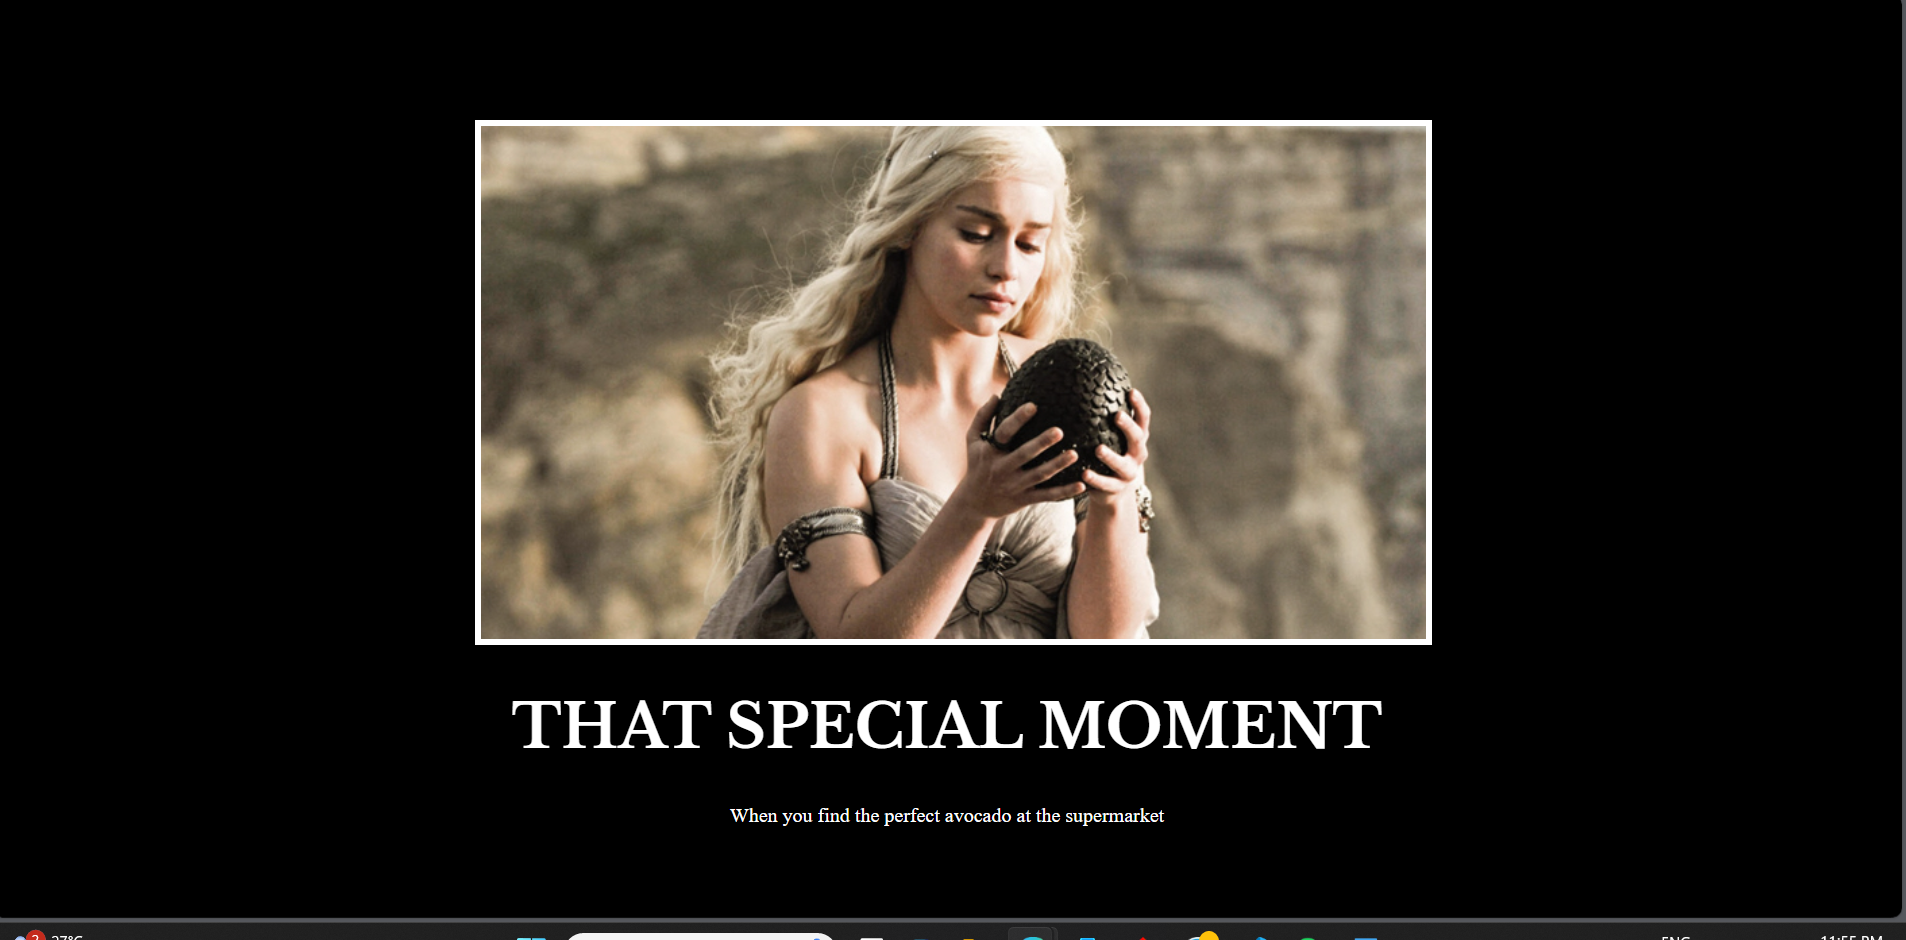 THAT SPECIAL MOMENT
When you find the perfect avocado at the supermarket